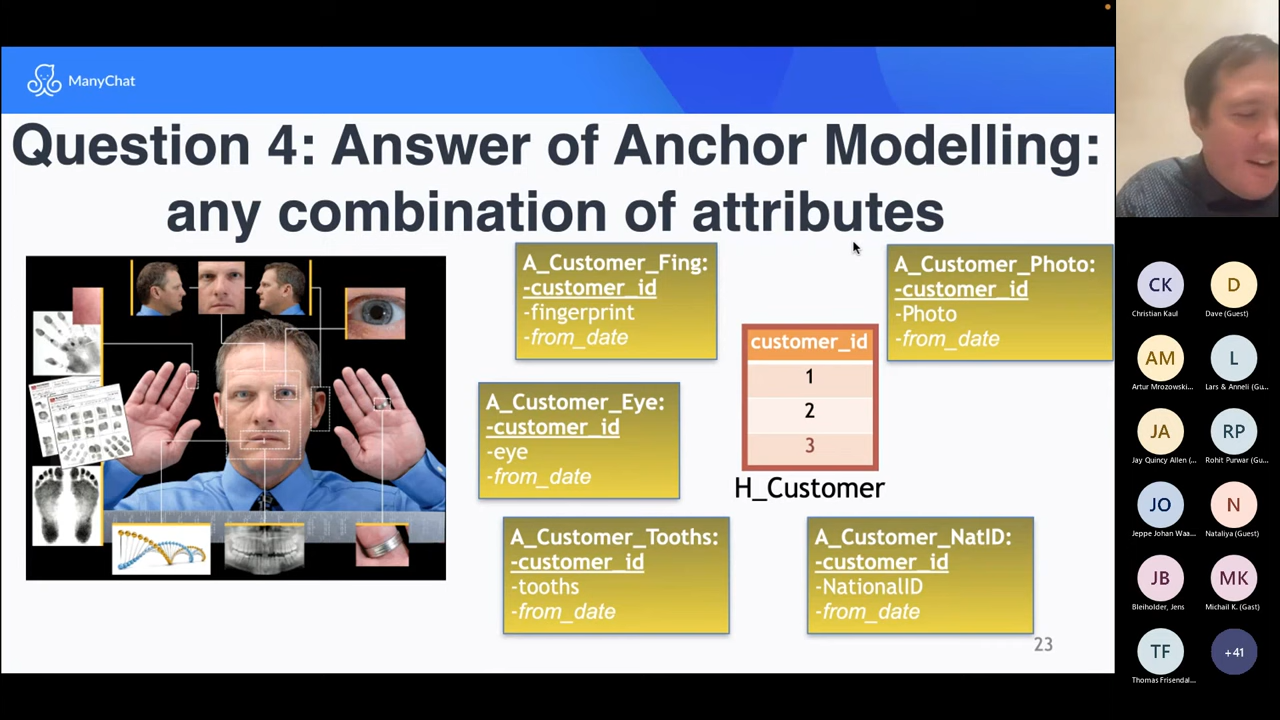 ManyChat
Question 4: Answer of Anchor Modelling:
any combination of attributes
A_Customer_Fing:
-customer_id
-fingerprint
-from_date
A_Customer_Photo:
-customer_id
-Photo
-from_date
customer_id
1
2
3
H_Customer
A_Customer_Eye:
-customer_id
-eye
-from_date
A_Customer_Tooths:
-customer_id
-tooths
-from_date
A_Customer_NatID:
-customer_id
-NationalID
-from_date
23
CK
Christian Kaul
D
Dave (Guest)
AM
Artur Mrozowski...
L
Lars & Anneli (Gu...
JA
Jay Quincy Allen (...
RP
Rohit Purwar (Gu...
JO
Jeppe Johan Waa...
N
Nataliya (Guest)
JB
Bleiholder, Jens
MK
Michail K. (Gast)
TF
Thomas Frisendal...
+41